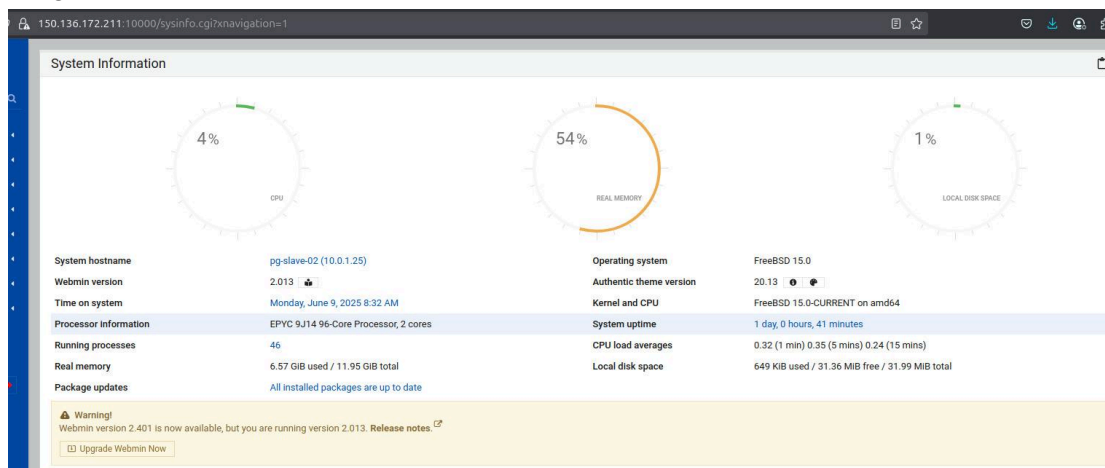 150.136.172.211:10000/sysinfo.cgi?xnavigation=1
System Information
4%
CPU
54%
REAL MEMORY
1%
LOCAL DISK SPACE
System hostname pg-slave-02 (10.0.1.25) Operating system FreeBSD 15.0
Webmin version 2.013 Authentic theme version 20.13
Time on system Monday, June 9, 2025 8:32 AM Kernel and CPU FreeBSD 15.0-CURRENT on amd64
Processor information EPYC 9J14 96-Core Processor, 2 cores System uptime 1 day, 0 hours, 41 minutes
Running processes 46 CPU load averages 0.32 (1 min) 0.35 (5 mins) 0.24 (15 mins)
Real memory 6.57 GiB used / 11.95 GiB total Local disk space 649 KiB used / 31.36 MiB free / 31.99 MiB total
Package updates All installed packages are up to date
Warning!
Webmin version 2.401 is now available, but you are running version 2.013. Release notes.
Upgrade Webmin Now